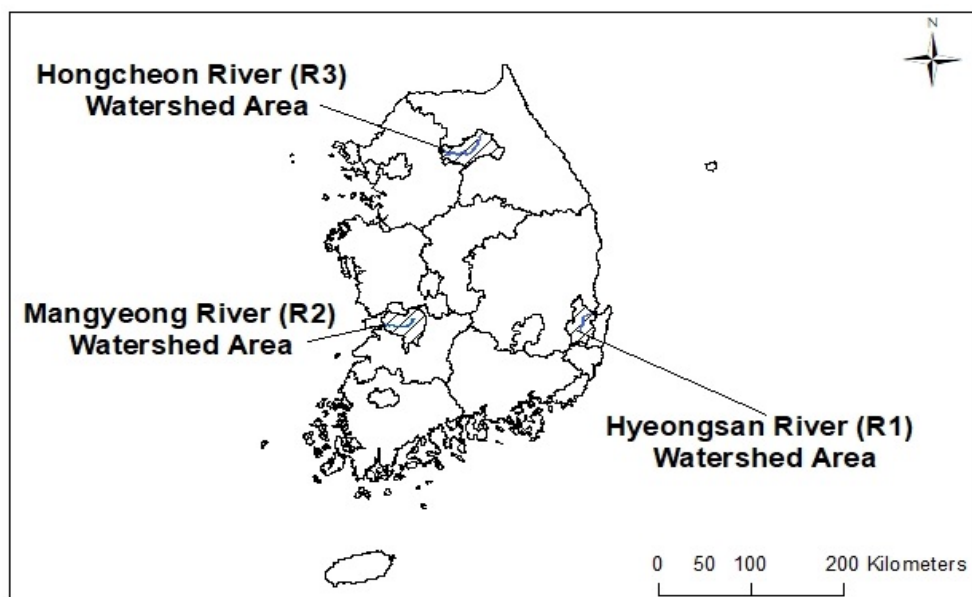 N
Hongcheon River (R3)
Watershed Area
Mangyeong River (R2)
Watershed Area
Hyeongsan River (R1)
Watershed Area
0 50 100 200 Kilometers